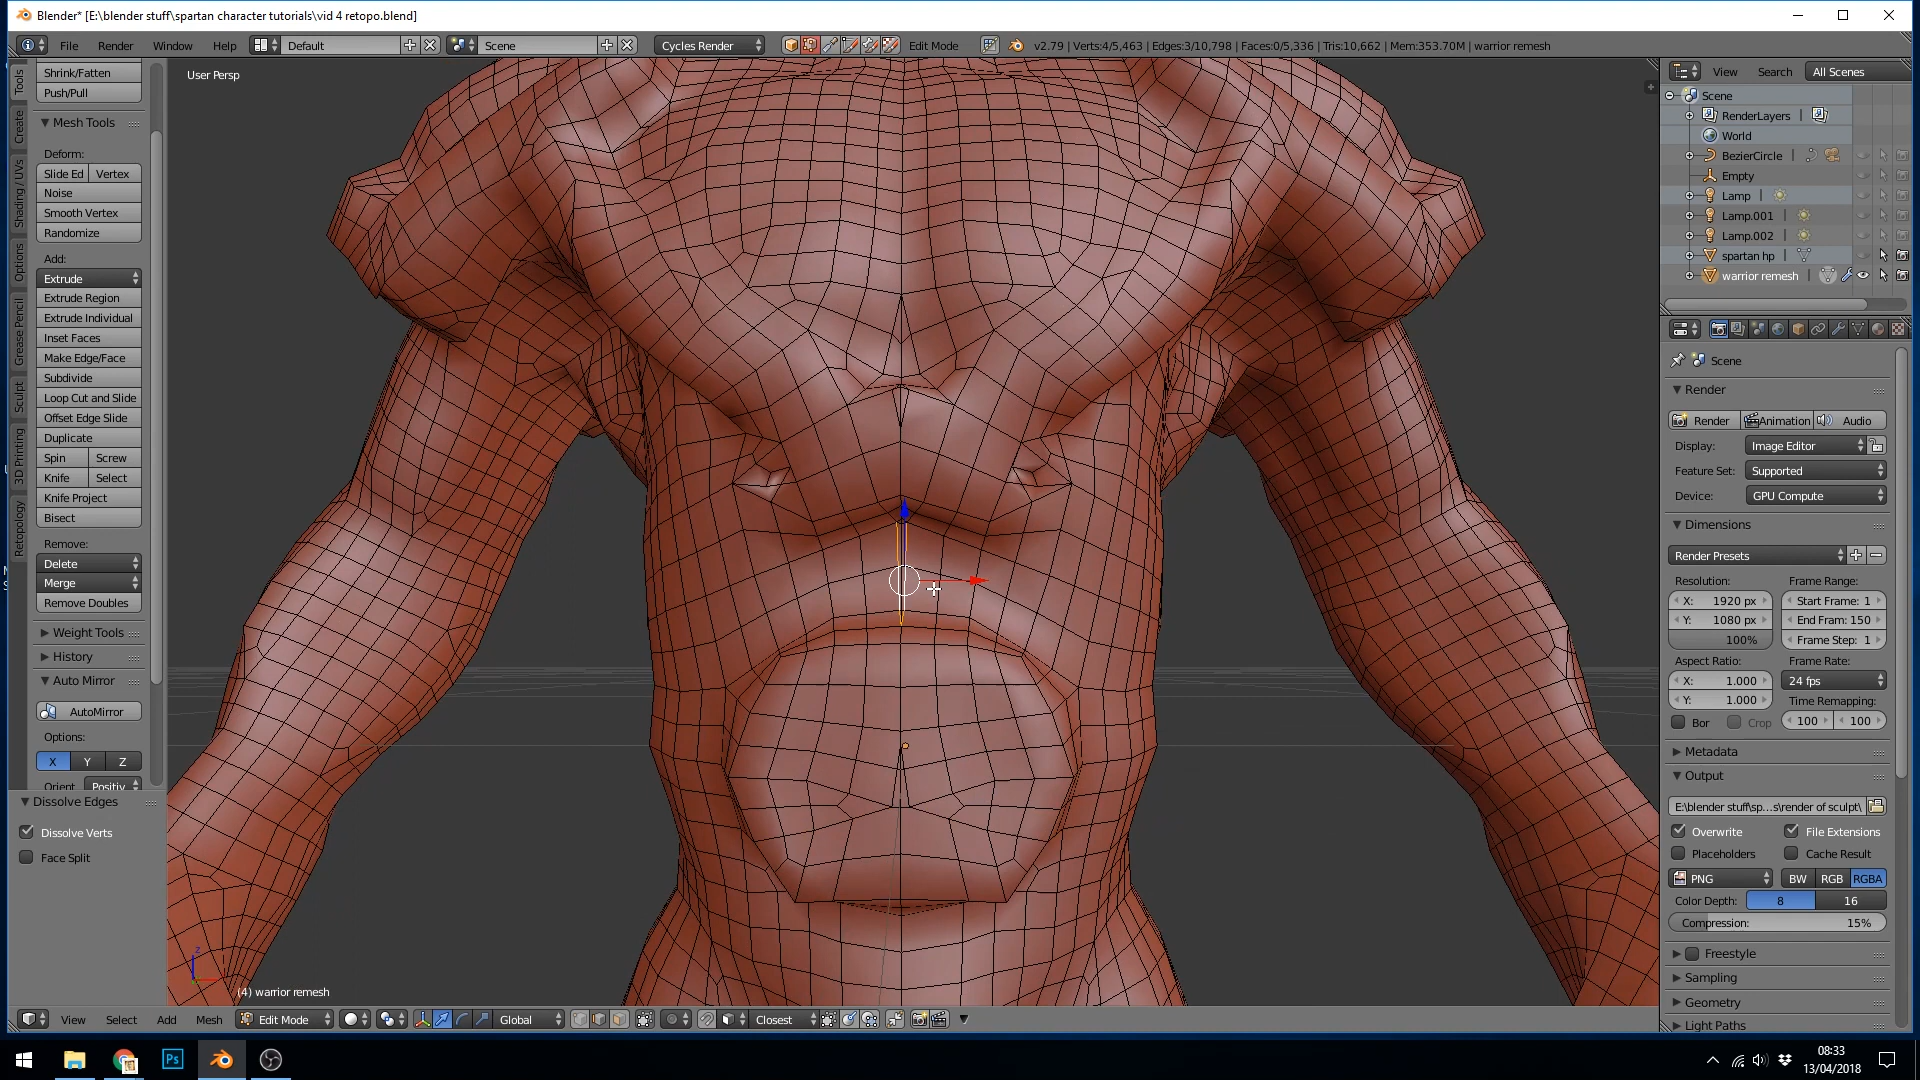 Blender* [E:\blender stuff\spartan character tutorials\vid 4 retopo.blend]
File Render Window Help Default Scene Cycles Render Edit Mode v2.79 | Verts:4/5,463 | Edges:3/10,798 | Faces:0/5,336 | Tris:10,662 | Mem:353.70M | warrior remesh
Tools
Create
Shading / UVs
Options
Grease Pencil
Sculpt
3D Printing
Retopology
Shrink/Fatten
Push/Pull
Mesh Tools
Deform:
Slide Ed Vertex
Noise
Smooth Vertex
Randomize
Add:
Extrude
Extrude Region
Extrude Individual
Inset Faces
Make Edge/Face
Subdivide
Loop Cut and Slide
Offset Edge Slide
Duplicate
Spin Screw
Knife Select
Knife Project
Bisect
Remove:
Delete
Merge
Remove Doubles
Weight Tools
History
Auto Mirror
AutoMirror
Options:
X Y Z
Orient Positiv
Dissolve Edges
Dissolve Verts
Face Split
User Persp
z
(4) warrior remesh
View Select Add Mesh Edit Mode Global Closest
View Search All Scenes
Scene
RenderLayers |
World
BezierCircle |
Empty
Lamp |
Lamp.001 |
Lamp.002 |
spartan hp |
warrior remesh |
Scene
Render
Render Animation Audio
Display: Image Editor
Feature Set: Supported
Device: GPU Compute
Dimensions
Render Presets
Resolution: Frame Range:
X: 1920 px Start Frame: 1
Y: 1080 px End Fram: 150
100% Frame Step: 1
Aspect Ratio: Frame Rate:
X: 1.000 24 fps
Y: 1.000 Time Remapping:
Bor Crop 100 100
Metadata
Output
E:\blender stuff\sp...s\render of sculpt\
Overwrite File Extensions
Placeholders Cache Result
PNG BW RGB RGBA
Color Depth: 8 16
Compression: 15%
Freestyle
Sampling
Geometry
Light Paths
Ps
08:33
13/04/2018